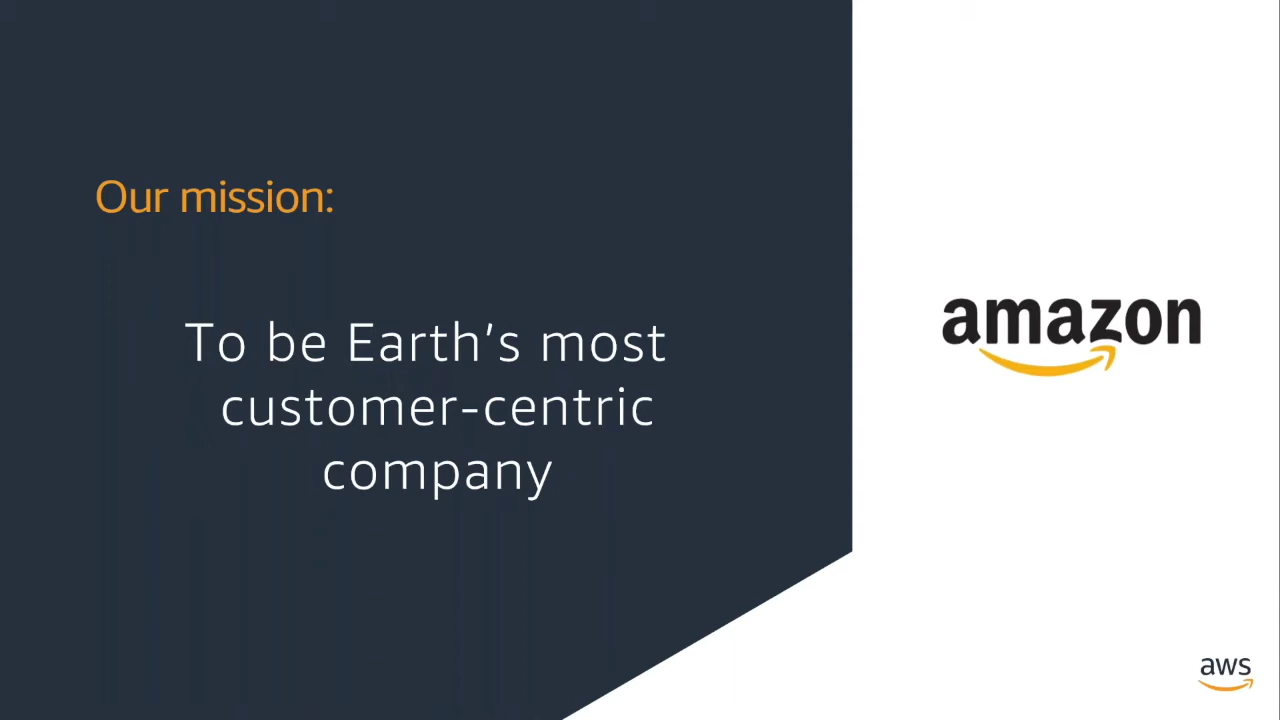 Our mission:
To be Earth’s most
customer-centric
company
amazon
aws